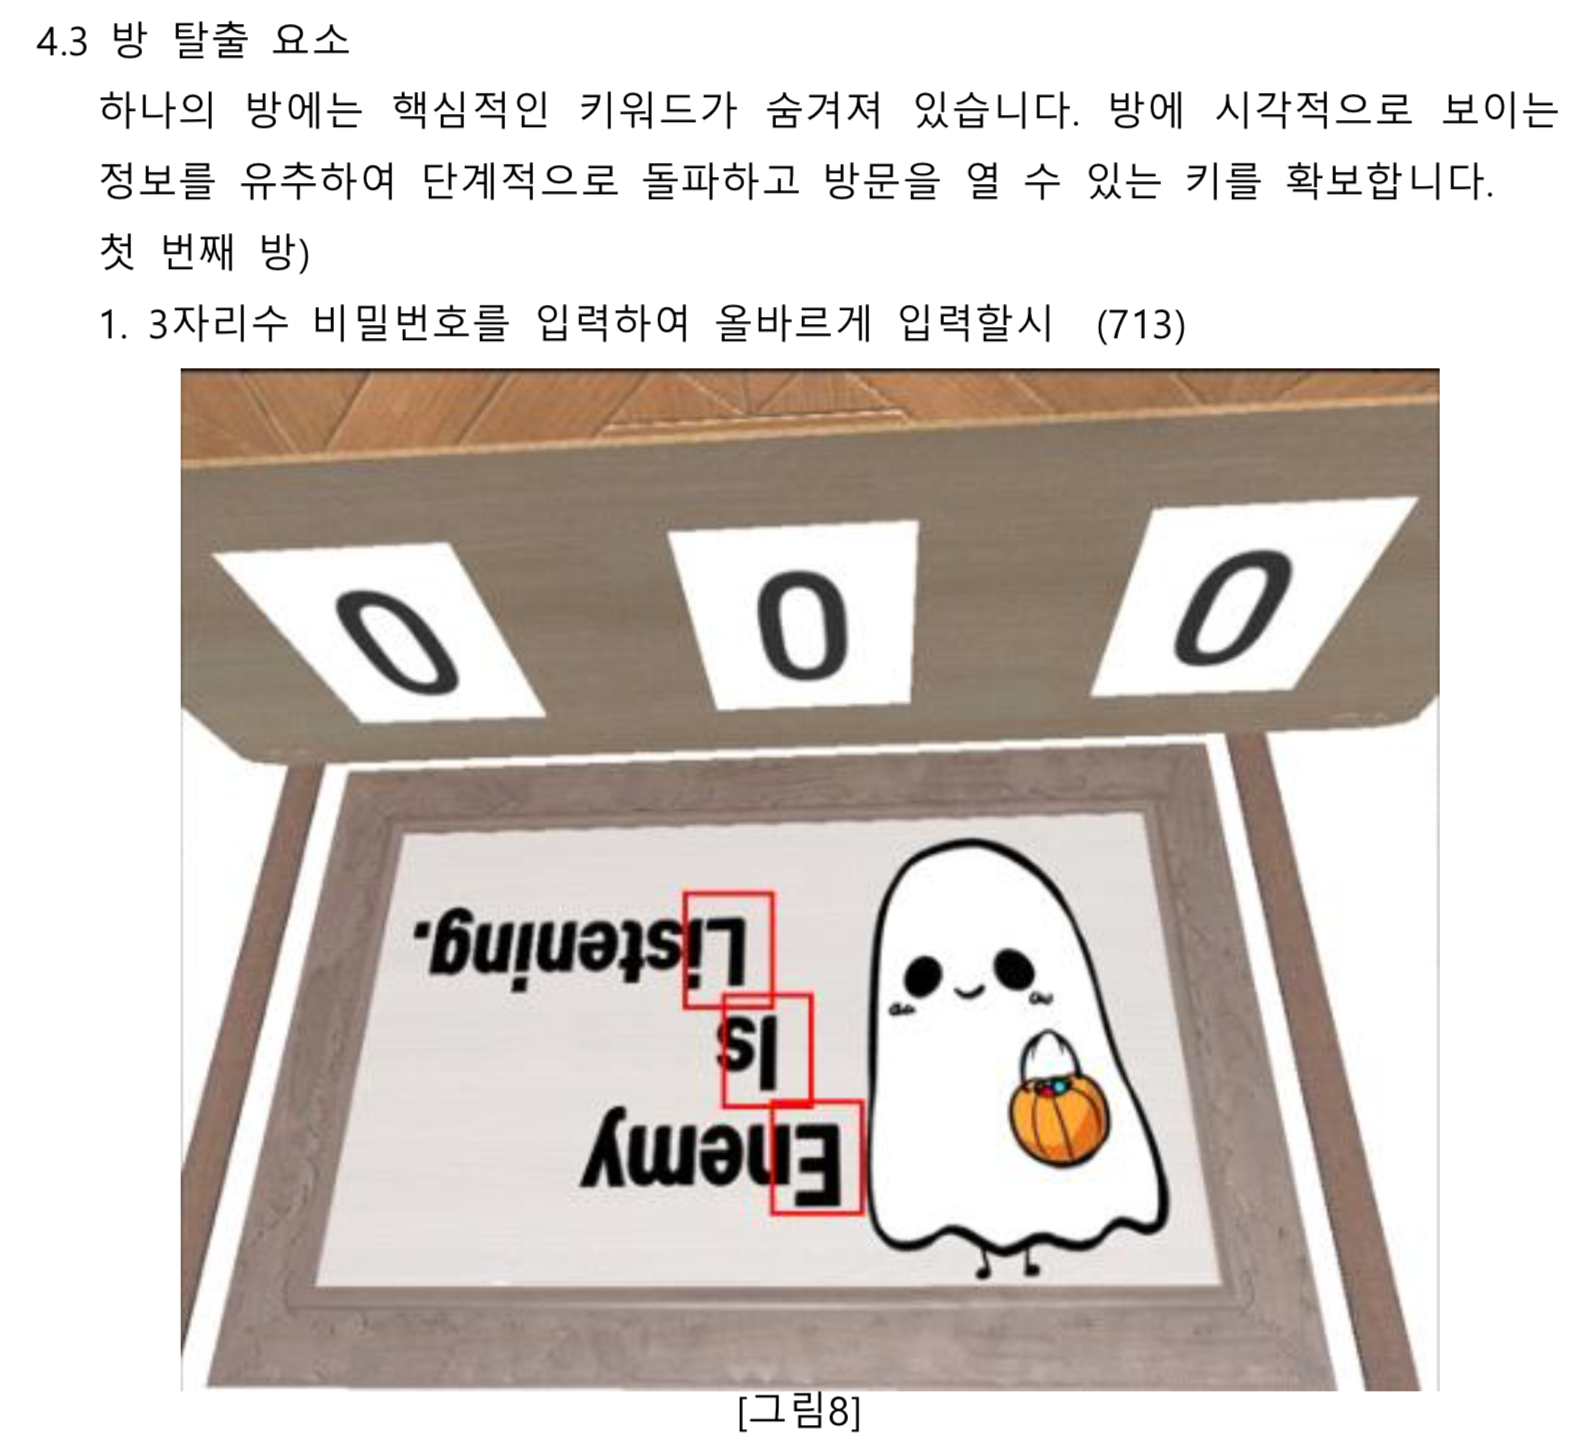 4.3 방 탈출 요소
하나의 방에는 핵심적인 키워드가 숨겨져 있습니다. 방에 시각적으로 보이는
정보를 유추하여 단계적으로 돌파하고 방문을 열 수 있는 키를 확보합니다.
첫 번째 방)
1. 3자리수 비밀번호를 입력하여 올바르게 입력할시 (713)
0 0 0
Enemy
Is
Listening.
[그림8]